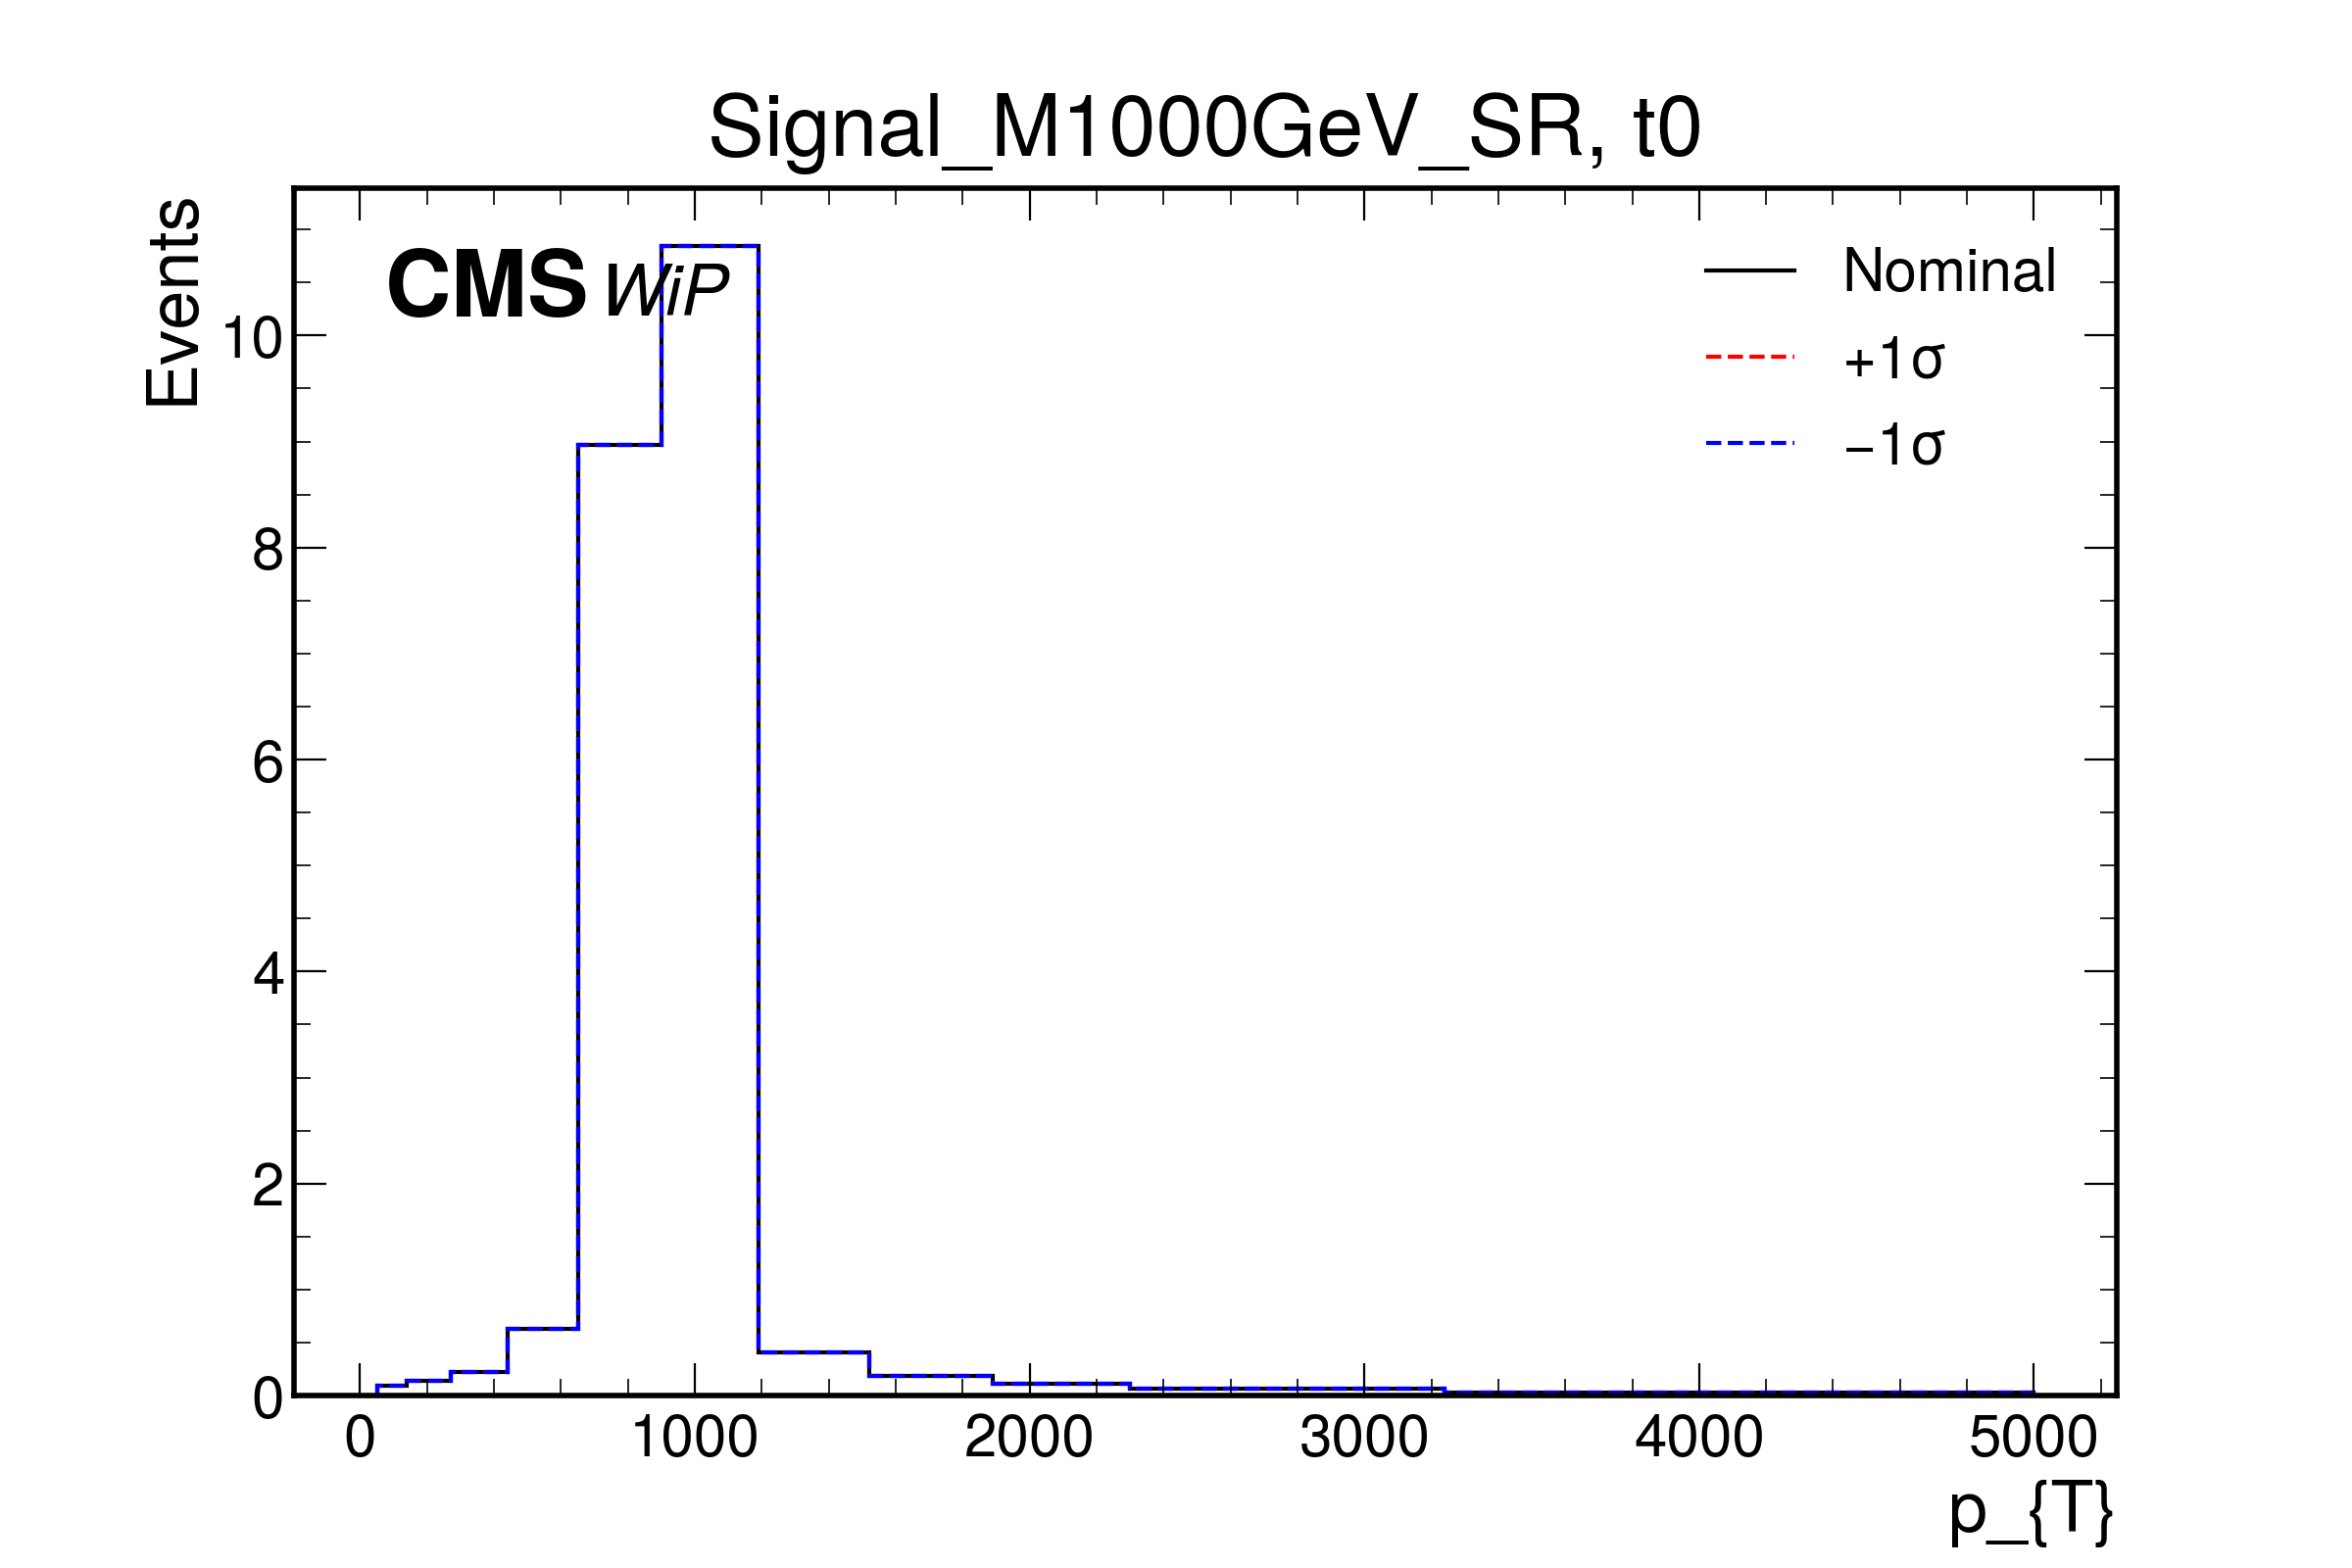 Signal_M1000GeV_SR, t0
Events
CMS WiP
Nominal
+1σ
−1σ
10
8
6
4
2
0
0 1000 2000 3000 4000 5000
p_{T}